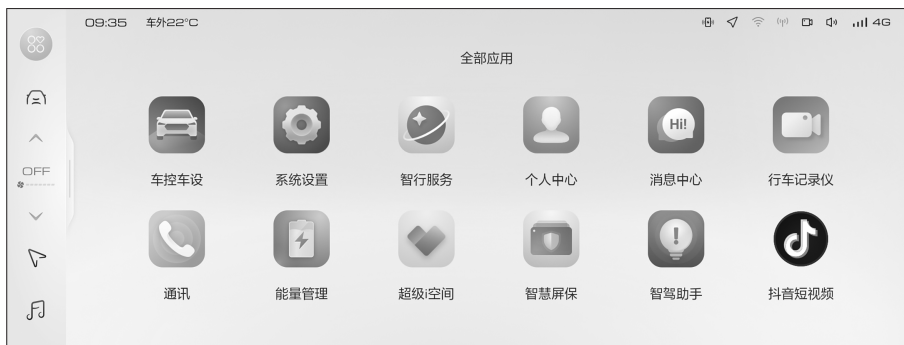 09:35 车外22°C 4G
全部应用
OFF
Hi!
车控车设 系统设置 智行服务 个人中心 消息中心 行车记录仪
通讯 能量管理 超级i空间 智慧屏保 智驾助手 抖音短视频